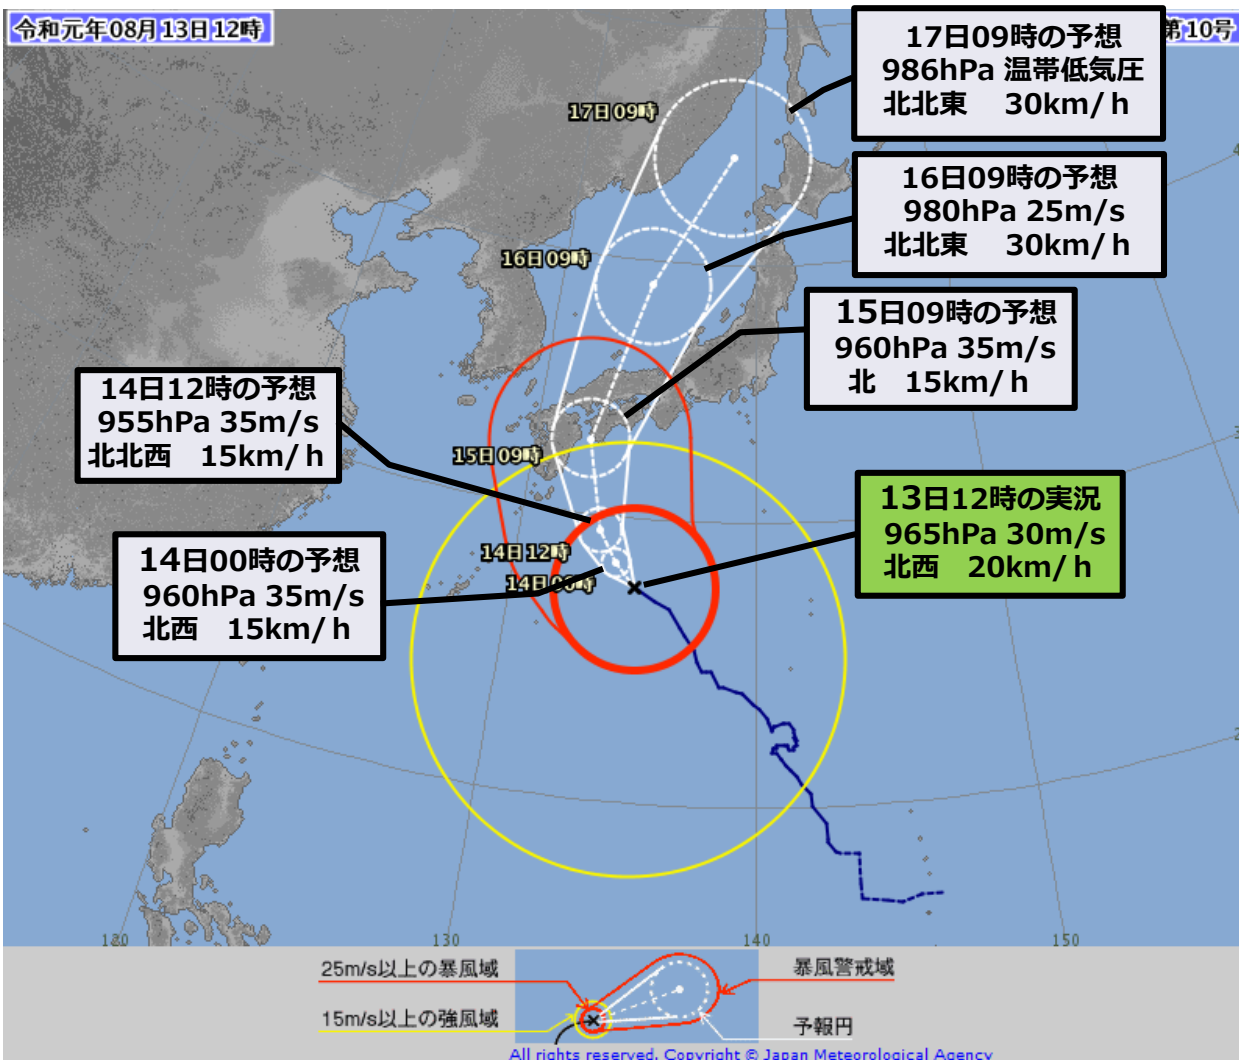 令和元年08月13日12時
第10号
17日09時の予想
986hPa 温帯低気圧
北北東 30km/h
17日09時
16日09時の予想
980hPa 25m/s
北北東 30km/h
16日09時
15日09時の予想
960hPa 35m/s
北 15km/h
14日12時の予想
955hPa 35m/s
北北西 15km/h
15日09時
13日12時の実況
965hPa 30m/s
北西 20km/h
14日12時
14日00時の予想
960hPa 35m/s
北西 15km/h
14日00時
130
140
150
25m/s以上の暴風域
暴風警戒域
15m/s以上の強風域
予報円
All rights reserved. Copyright © Japan Meteorological Agency